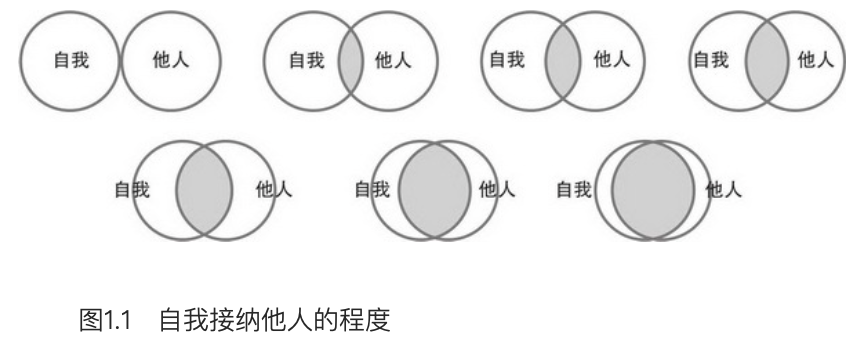 自我 他人 自我 他人 自我 他人 自我 他人
自我 他人 自我 他人 自我 他人
图1.1 自我接纳他人的程度